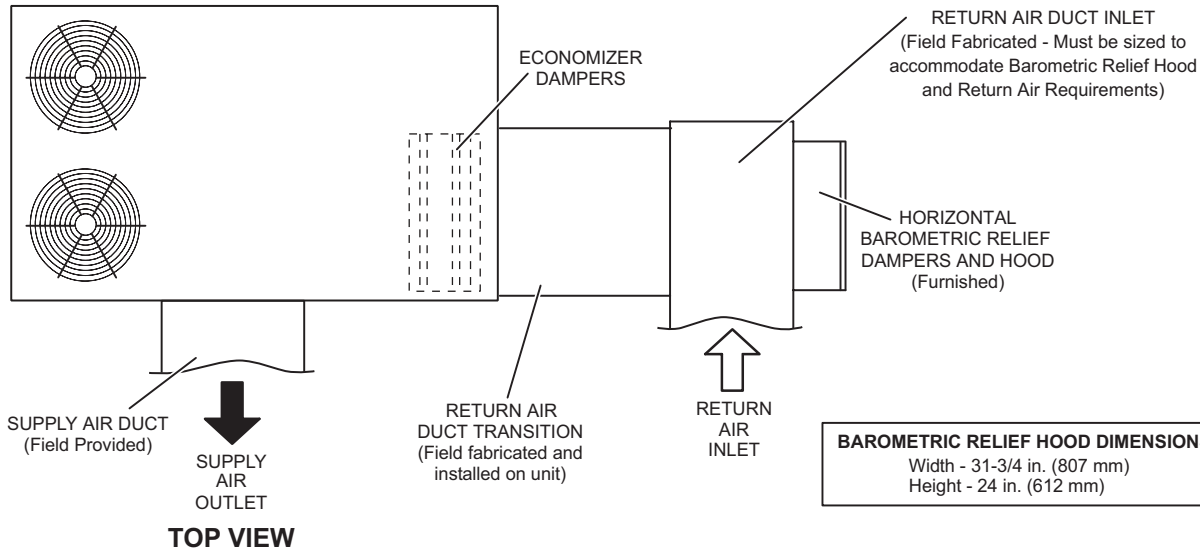 RETURN AIR DUCT INLET
(Field Fabricated - Must be sized to
accommodate Barometric Relief Hood
and Return Air Requirements)
ECONOMIZER
DAMPERS
HORIZONTAL
BAROMETRIC RELIEF
DAMPERS AND HOOD
(Furnished)
SUPPLY AIR DUCT
(Field Provided)
SUPPLY
AIR
OUTLET
RETURN AIR
DUCT TRANSITION
(Field fabricated and
installed on unit)
RETURN
AIR
INLET
BAROMETRIC RELIEF HOOD DIMENSION
Width - 31-3/4 in. (807 mm)
Height - 24 in. (612 mm)
TOP VIEW